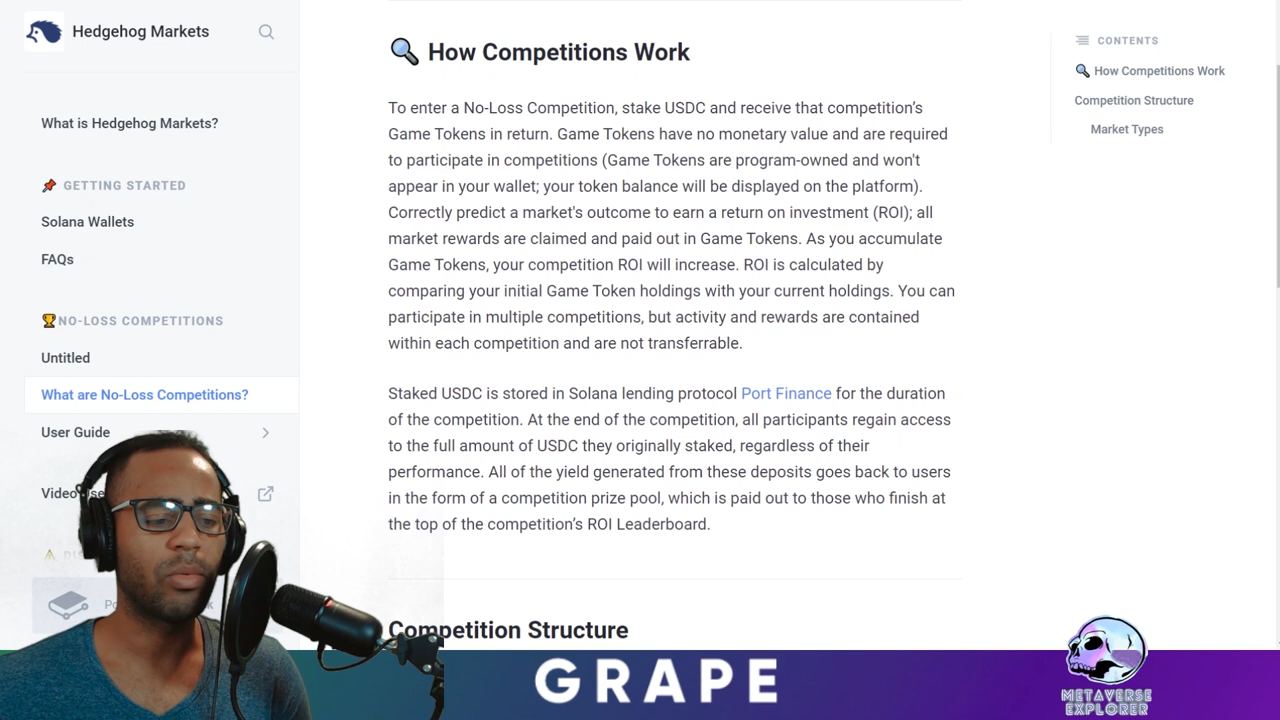 Hedgehog Markets
What is Hedgehog Markets?
📌 GETTING STARTED
Solana Wallets
FAQs
🏆NO-LOSS COMPETITIONS
Untitled
What are No-Loss Competitions?
User Guide
Video
🔍 How Competitions Work
To enter a No-Loss Competition, stake USDC and receive that competition’s
Game Tokens in return. Game Tokens have no monetary value and are required
to participate in competitions (Game Tokens are program-owned and won't
appear in your wallet; your token balance will be displayed on the platform).
Correctly predict a market's outcome to earn a return on investment (ROI); all
market rewards are claimed and paid out in Game Tokens. As you accumulate
Game Tokens, your competition ROI will increase. ROI is calculated by
comparing your initial Game Token holdings with your current holdings. You can
participate in multiple competitions, but activity and rewards are contained
within each competition and are not transferrable.
Staked USDC is stored in Solana lending protocol Port Finance for the duration
of the competition. At the end of the competition, all participants regain access
to the full amount of USDC they originally staked, regardless of their
performance. All of the yield generated from these deposits goes back to users
in the form of a competition prize pool, which is paid out to those who finish at
the top of the competition’s ROI Leaderboard.
Competition Structure
CONTENTS
🔍 How Competitions Work
Competition Structure
Market Types
GRAPE
METAVERSE
EXPLORER